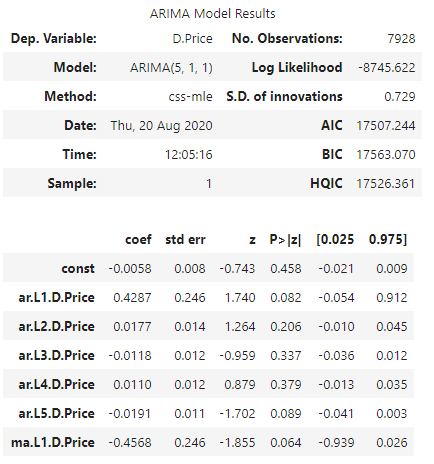 ARIMA Model Results
Dep. Variable: D.Price No. Observations: 7928
Model: ARIMA(5, 1, 1) Log Likelihood -8745.622
Method: css-mle S.D. of innovations 0.729
Date: Thu, 20 Aug 2020 AIC 17507.244
Time: 12:05:16 BIC 17563.070
Sample: 1 HQIC 17526.361
coef std err z P>|z| [0.025 0.975]
const -0.0058 0.008 -0.743 0.458 -0.021 0.009
ar.L1.D.Price 0.4287 0.246 1.740 0.082 -0.054 0.912
ar.L2.D.Price 0.0177 0.014 1.264 0.206 -0.010 0.045
ar.L3.D.Price -0.0118 0.012 -0.959 0.337 -0.036 0.012
ar.L4.D.Price 0.0110 0.012 0.879 0.379 -0.013 0.035
ar.L5.D.Price -0.0191 0.011 -1.702 0.089 -0.041 0.003
ma.L1.D.Price -0.4568 0.246 -1.855 0.064 -0.939 0.026